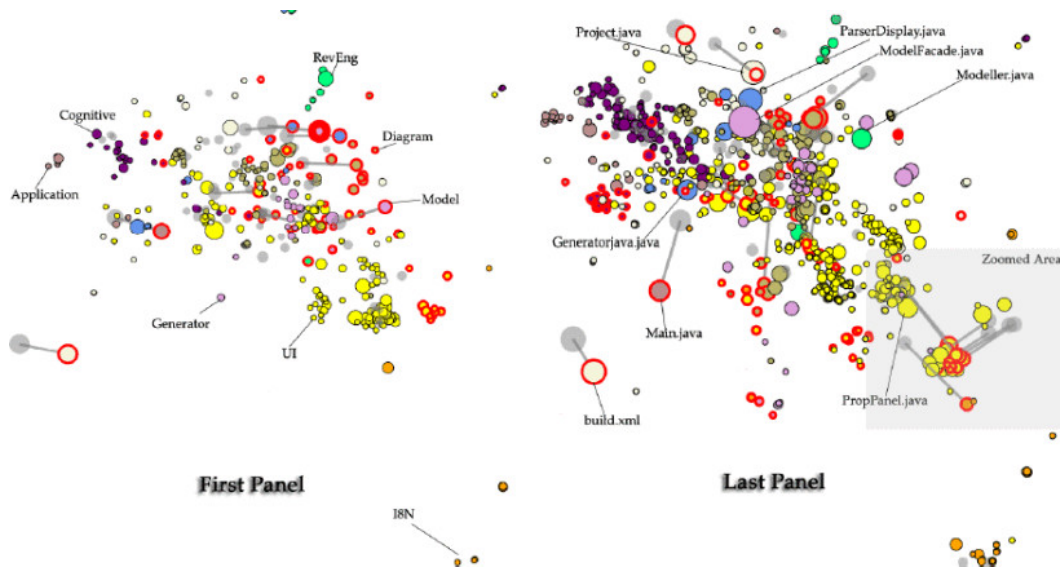 RevEng
Cognitive
Diagram
Application
Model
Generator
UI
First Panel
I8N
Project.java
ParserDisplay.java
ModelFacade.java
Modeller.java
Generatorjava.java
Zoomed Area
Main.java
PropPanel.java
build.xml
Last Panel